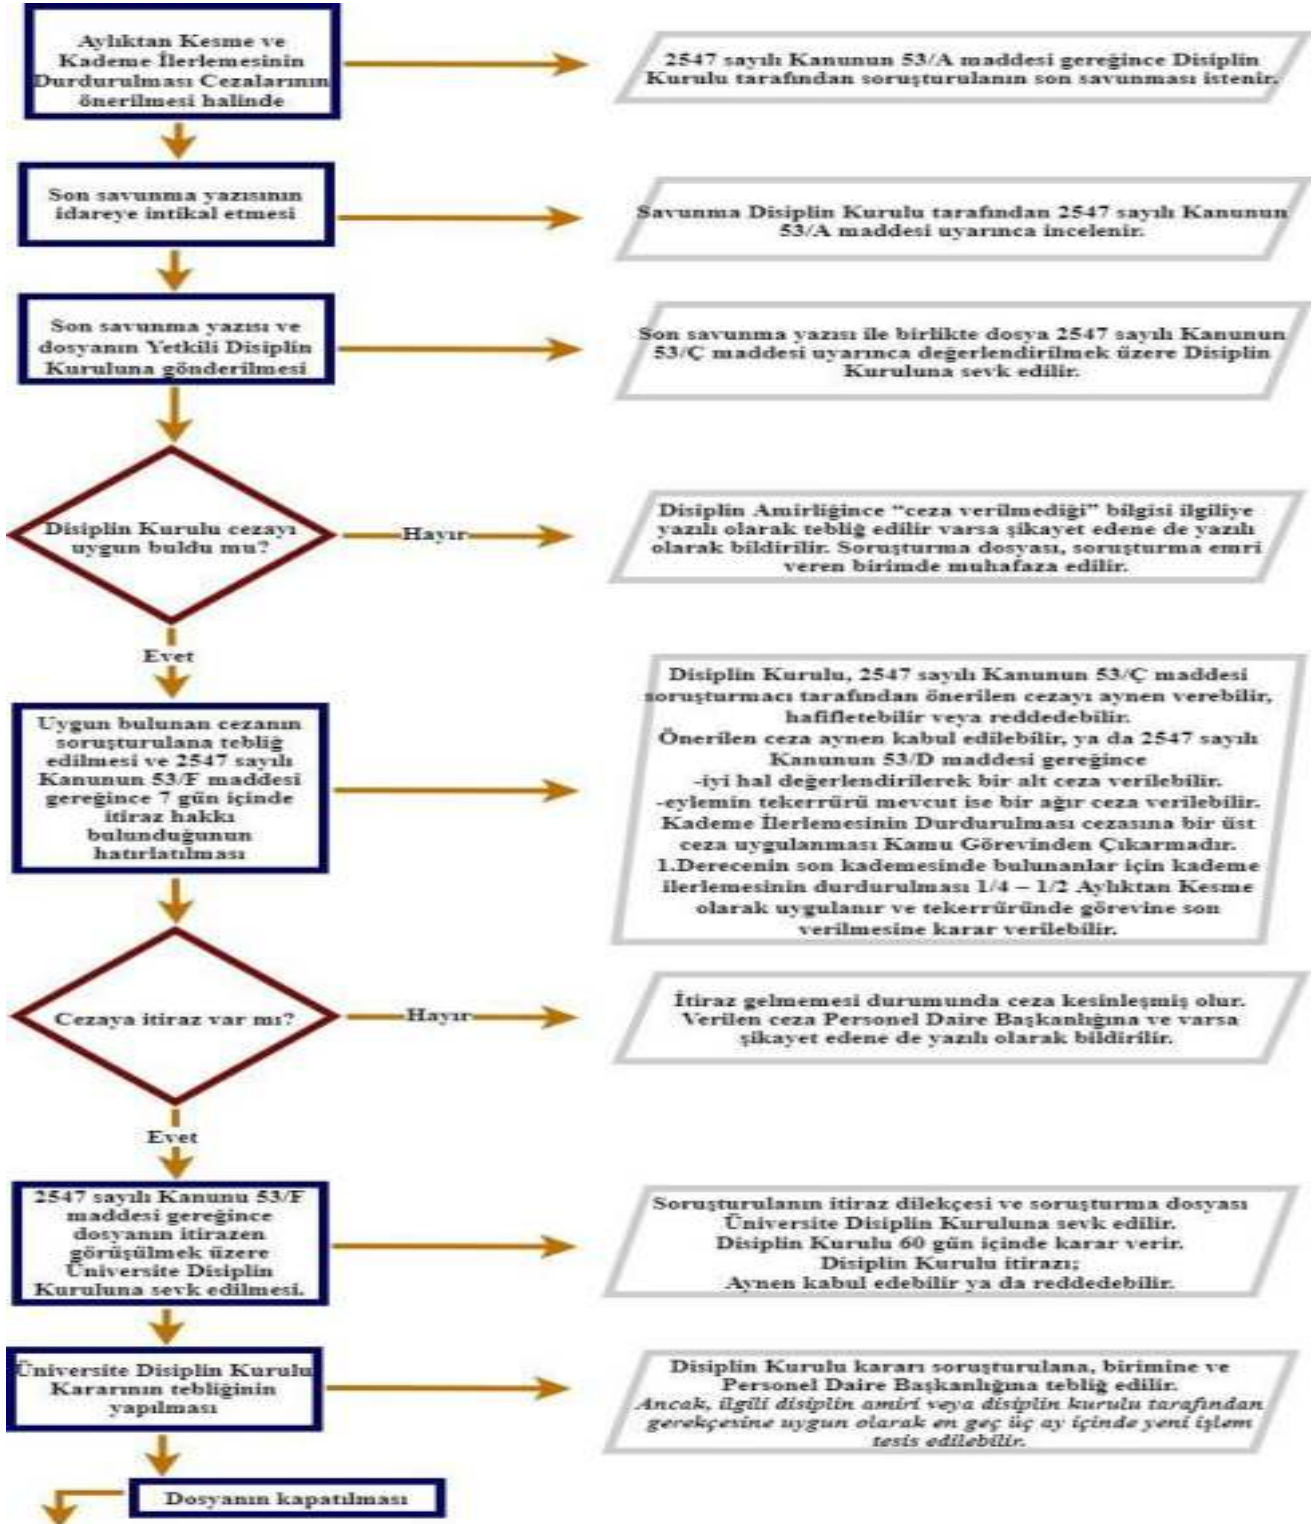 Aylıktan Kesme ve
Kademe İlerlemesinin
Durdurulması Cezalarının
önerilmesi halinde
2547 sayılı Kanunun 53/A maddesi gereğince Disiplin
Kurulu tarafından soruşturulanın son savunması istenir.
Son savunma yazısının
idareye intikal etmesi
Savunma Disiplin Kurulu tarafından 2547 sayılı Kanunun
53/A maddesi uyarınca incelenir.
Son savunma yazısı ve
dosyanın Yetkili Disiplin
Kuruluna gönderilmesi
Son savunma yazısı ile birlikte dosya 2547 sayılı Kanunun
53/Ç maddesi uyarınca değerlendirilmek üzere Disiplin
Kuruluna sevk edilir.
Disiplin Kurulu cezayı
uygun buldu mu?
Hayır
Disiplin Amirliğince “ceza verilmediği” bilgisi ilgiliye
yazılı olarak tebliğ edilir varsa şikayet edene de yazılı
olarak bildirilir. Soruşturma dosyası, soruşturma emri
veren birimde muhafaza edilir.
Evet
Uygun bulunan cezanın
soruşturulana tebliğ
edilmesi ve 2547 sayılı
Kanunun 53/F maddesi
gereğince 7 gün içinde
itiraz hakkı
bulunduğunun
hatırlatılması
Disiplin Kurulu, 2547 sayılı Kanunun 53/Ç maddesi
soruşturmacı tarafından önerilen cezayı aynen verebilir,
hafifletebilir veya reddedebilir.
Önerilen ceza aynen kabul edilebilir, ya da 2547 sayılı
Kanunun 53/D maddesi gereğince
-iyi hal değerlendirilerek bir alt ceza verilebilir.
-eylemin tekerrürü mevcut ise bir ağır ceza verilebilir.
Kademe İlerlemesinin Durdurulması cezasına bir üst
ceza uygulanması Kamu Görevinden Çıkarmadır.
1.Derecenin son kademesinde bulunanlar için kademe
ilerlemesinin durdurulması 1/4 – 1/2 Aylıktan Kesme
olarak uygulanır ve tekerrüründe görevine son
verilmesine karar verilebilir.
Cezaya itiraz var mı?
Hayır
İtiraz gelmemesi durumunda ceza kesinleşmiş olur.
Verilen ceza Personel Daire Başkanlığına ve varsa
şikayet edene de yazılı olarak bildirilir.
Evet
2547 sayılı Kanunu 53/F
maddesi gereğince
dosyanın itirazen
görüşülmek üzere
Üniversite Disiplin
Kuruluna sevk edilmesi.
Soruşturulanın itiraz dilekçesi ve soruşturma dosyası
Üniversite Disiplin Kuruluna sevk edilir.
Disiplin Kurulu 60 gün içinde karar verir.
Disiplin Kurulu itirazı;
Aynen kabul edebilir ya da reddedebilir.
Üniversite Disiplin Kurulu
Kararının tebliğinin
yapılması
Disiplin Kurulu kararı soruşturulana, birimine ve
Personel Daire Başkanlığına tebliğ edilir.
Ancak, ilgili disiplin amiri veya disiplin kurulu tarafından
gerekçesine uygun olarak en geç üç ay içinde yeni işlem
tesis edilebilir.
Dosyanın kapatılması